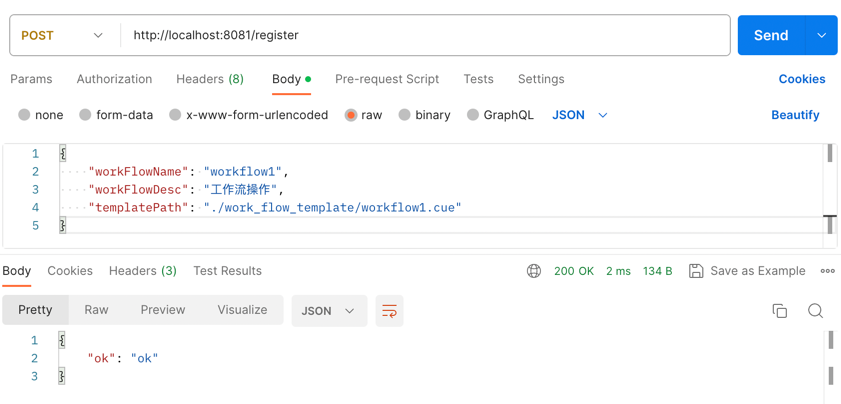 POST http://localhost:8081/register Send
Params Authorization Headers (8) Body Pre-request Script Tests Settings Cookies
none form-data x-www-form-urlencoded raw binary GraphQL JSON Beautify
1 {
2 "workFlowName": "workflow1",
3 "workFlowDesc": "工作流操作",
4 "templatePath": "./work_flow_template/workflow1.cue"
5 }
Body Cookies Headers (3) Test Results 200 OK 2 ms 134 B Save as Example
Pretty Raw Preview Visualize JSON
1 {
2 "ok": "ok"
3 }